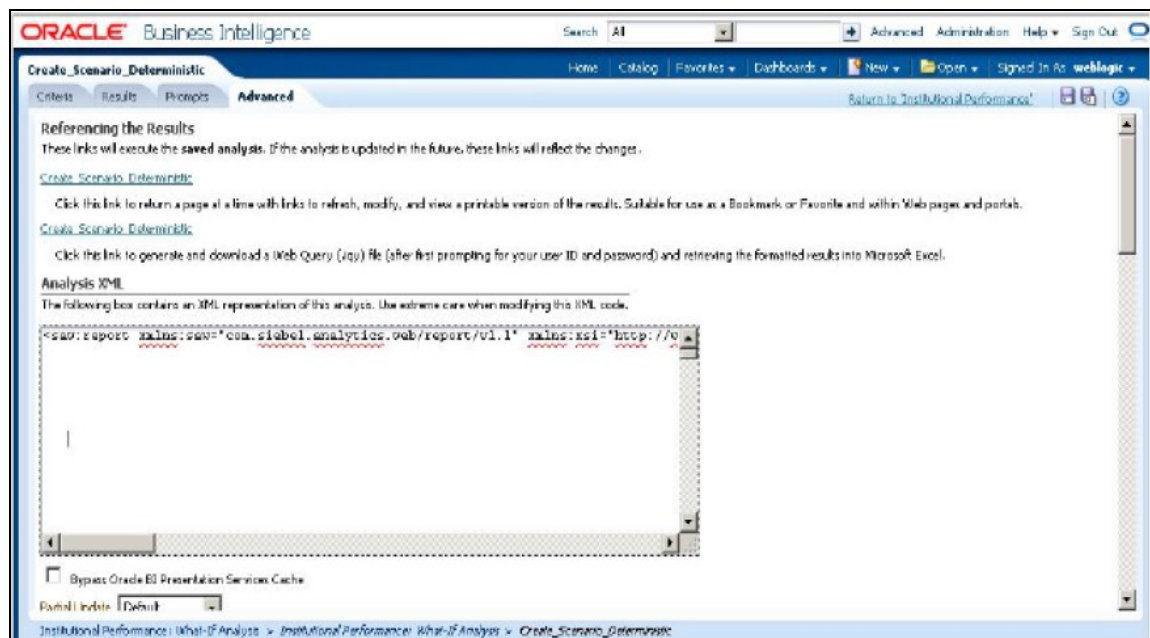 ORACLE Business Intelligence Search All Advanced Administration Help Sign Out
Create_Scenario_Deterministic Home Catalog Favorites Dashboards New Open Signed In As weblogic
Criteria Results Prompts Advanced Return to 'Institutional Performance'
Referencing the Results
These links will execute the saved analysis. If the analysis is updated in the future, these links will reflect the changes.
Create_Scenario_Deterministic
Click this link to return a page at a time with links to refresh, modify, and view a printable version of the results. Suitable for use as a Bookmark or Favorite and within Web pages and portals.
Create_Scenario_Deterministic
Click this link to generate and download a Web Query (.iqy) file (after first prompting for your user ID and password) and retrieving the formatted results into Microsoft Excel.
Analysis XML
The following box contains an XML representation of this analysis. Use extreme care when modifying this XML code.
<saw:report xmlns:saw="com.siebel.analytics.web/report/v1.1" xmlns:xsi="http://w
Bypass Oracle BI Presentation Services Cache
Partial Update Default
Institutional Performance: What-If Analysis > Institutional Performance: What-If Analysis > Create_Scenario_Deterministic